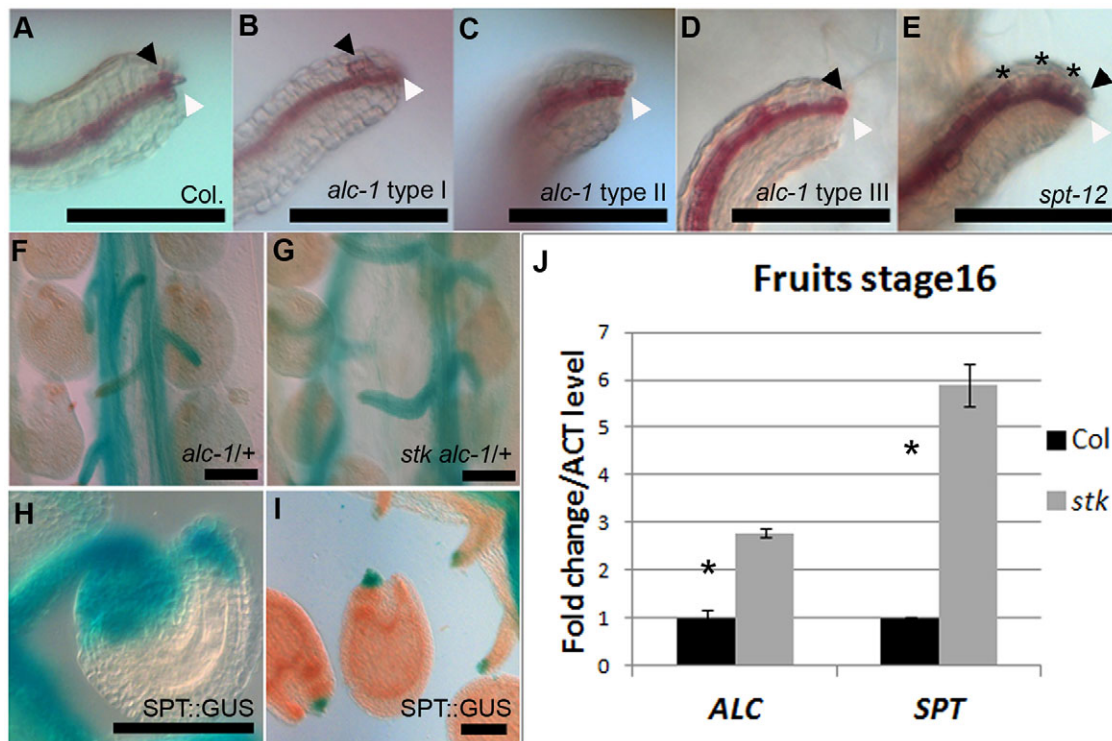 A
B
C
D
E
Col.
alc-1 type I
alc-1 type II
alc-1 type III
* * *
spt-12
F
G
alc-1/+
stk alc-1/+
H
I
SPT::GUS
SPT::GUS
J
Fruits stage16
Fold change/ACT level
7
6
5
4
3
2
1
0
*
*
ALC
SPT
Col
stk